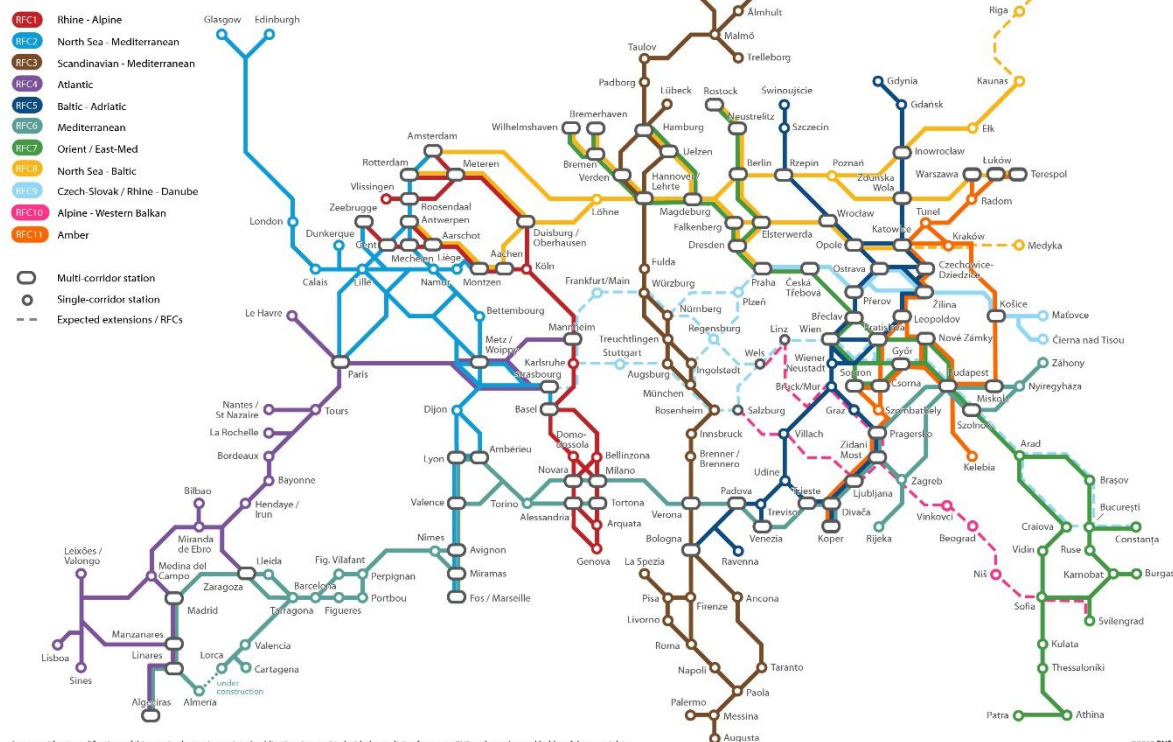 RFC1 Rhine - Alpine
RFC2 North Sea - Mediterranean
RFC3 Scandinavian - Mediterranean
RFC4 Atlantic
RFC5 Baltic - Adriatic
RFC6 Mediterranean
RFC7 Orient / East-Med
RFC8 North Sea - Baltic
RFC9 Czech-Slovak / Rhine - Danube
RFC10 Alpine - Western Balkan
RFC11 Amber
Multi-corridor station
Single-corridor station
Expected extensions / RFCs
Glasgow
Edinburgh
London
Dunkerque
Calais
Lille
Le Havre
Paris
Nantes /
St Nazaire
Tours
La Rochelle
Bordeaux
Bayonne
Hendaye /
Irun
Bilbao
Miranda
de Ebro
Leixões /
Valongo
Medina del
Campo
Zaragoza
Lleida
Madrid
Manzanares
Linares
Lisboa
Sines
Algeciras
Almería
Lorca
under
construction
Cartagena
Valencia
Tarragona
Barcelona
Fig. Vilafant
Figueres
Perpignan
Portbou
Nîmes
Avignon
Miramas
Fos / Marseille
Valence
Lyon
Ambérieu
Dijon
Metz /
Woippy
Bettembourg
Namur
Montzen
Liège
Aachen
Aarschot
Mechelen
Gent
Zeebrugge
Antwerpen
Roosendaal
Vlissingen
Rotterdam
Amsterdam
Meteren
Duisburg /
Oberhausen
Köln
Löhne
Wilhelmshaven
Bremerhaven
Bremen
Verden
Hannover /
Lehrte
Hamburg
Uelzen
Lübeck
Padborg
Taulov
Malmö
Älmhult
Trelleborg
Rostock
Neustrelitz
Berlin
Magdeburg
Falkenberg
Elsterwerda
Dresden
Świnoujście
Szczecin
Rzepin
Poznań
Gdynia
Gdańsk
Inowrocław
Zduńska
Wola
Ełk
Kaunas
Riga
Warszawa
Łuków
Terespol
Radom
Tunel
Kraków
Medyka
Wrocław
Opole
Katowice
Czechowice-
Dziedzice
Ostrava
Praha
Česká
Třebová
Plzeň
Přerov
Žilina
Košice
Maťovce
Čierna nad Tisou
Břeclav
Leopoldov
Bratislava
Nové Zámky
Wien
Linz
Wels
Wiener
Neustadt
Sopron
Győr
Csorna
Budapest
Miskolc
Záhony
Nyíregyháza
Szolnok
Szombathely
Kelebia
Bruck/Mur
Graz
Salzburg
Villach
Pragersko
Zidani
Most
Ljubljana
Zagreb
Rijeka
Divača
Koper
Trieste
Udine
Treviso
Venezia
Padova
Verona
Bologna
Ravenna
Frankfurt/Main
Mannheim
Karlsruhe
Strasbourg
Stuttgart
Basel
Fulda
Würzburg
Nürnberg
Regensburg
Treuchtlingen
Augsburg
Ingolstadt
München
Rosenheim
Innsbruck
Brenner /
Brennero
Domo-
dossola
Bellinzona
Novara
Milano
Torino
Alessandria
Tortona
Arquata
Genova
La Spezia
Pisa
Livorno
Firenze
Roma
Napoli
Ancona
Taranto
Paola
Palermo
Messina
Augusta
Vinkovci
Beograd
Niš
Sofia
Vidin
Craiova
Arad
Braşov
Bucureşti
Constanţa
Ruse
Kamobat
Burgas
Svilengrad
Kulata
Thessaloniki
Patra
Athina